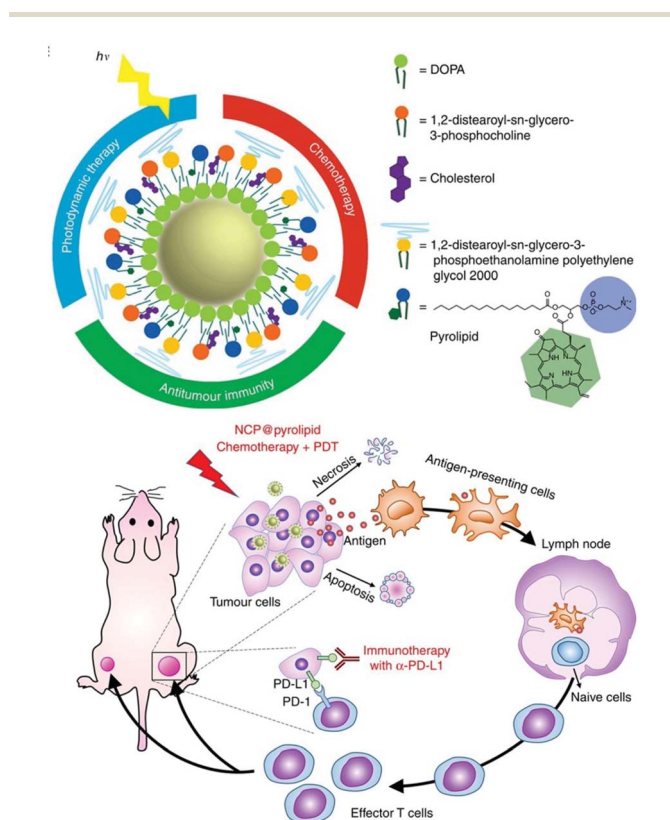 hν
Photodynamic therapy
Chemotherapy
Antitumour immunity
= DOPA
= 1,2-distearoyl-sn-glycero-
3-phosphocholine
= Cholesterol
= 1,2-distearoyl-sn-glycero-3-
phosphoethanolamine polyethylene
glycol 2000
=
Pyrolipid
NCP@pyrolipid
Chemotherapy + PDT
Necrosis
Antigen-presenting cells
Antigen
Lymph node
Tumour cells
Apoptosis
Immunotherapy
with α-PD-L1
PD-L1
PD-1
Naive cells
Effector T cells